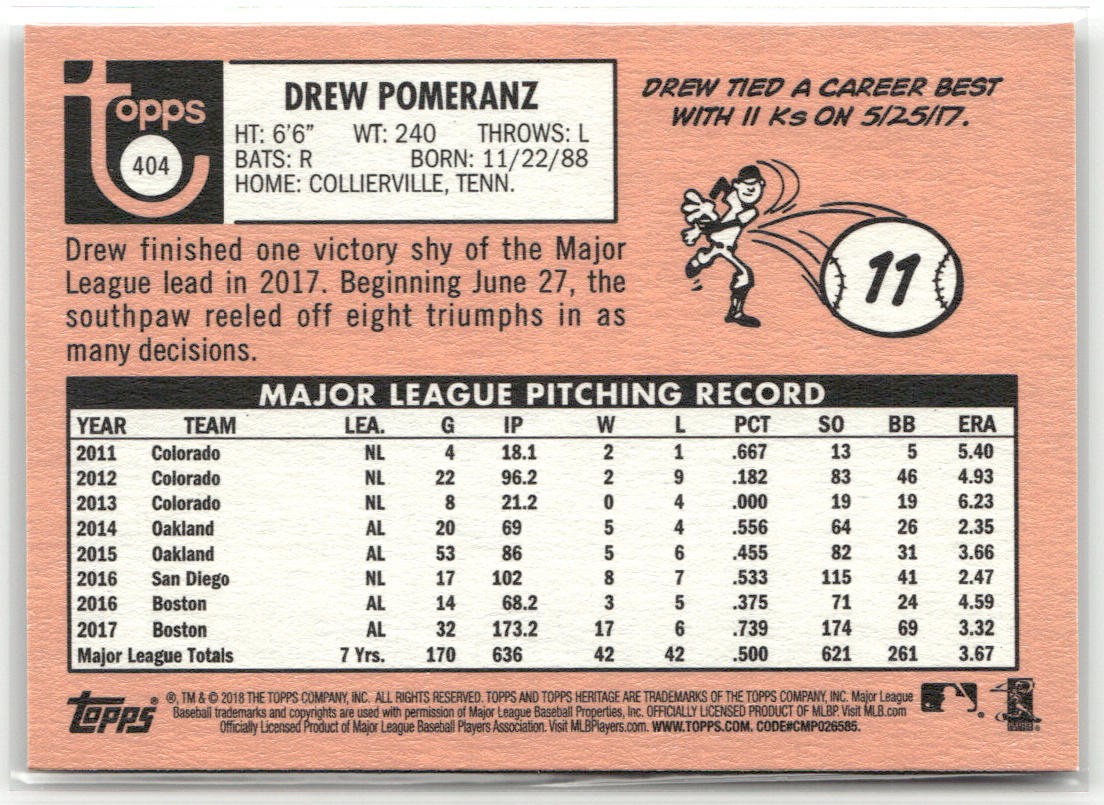 topps
404
DREW POMERANZ
HT: 6'6" WT: 240 THROWS: L
BATS: R BORN: 11/22/88
HOME: COLLIERVILLE, TENN.
DREW TIED A CAREER BEST
WITH 11 Ks ON 5/25/17.
11
Drew finished one victory shy of the Major
League lead in 2017. Beginning June 27, the
southpaw reeled off eight triumphs in as
many decisions.
MAJOR LEAGUE PITCHING RECORD
YEAR TEAM LEA. G IP W L PCT SO BB ERA
2011 Colorado NL 4 18.1 2 1 .667 13 5 5.40
2012 Colorado NL 22 96.2 2 9 .182 83 46 4.93
2013 Colorado NL 8 21.2 0 4 .000 19 19 6.23
2014 Oakland AL 20 69 5 4 .556 64 26 2.35
2015 Oakland AL 53 86 5 6 .455 82 31 3.66
2016 San Diego NL 17 102 8 7 .533 115 41 2.47
2016 Boston AL 14 68.2 3 5 .375 71 24 4.59
2017 Boston AL 32 173.2 17 6 .739 174 69 3.32
Major League Totals 7 Yrs. 170 636 42 42 .500 621 261 3.67
topps® ®, TM & © 2018 THE TOPPS COMPANY, INC. ALL RIGHTS RESERVED. TOPPS AND TOPPS HERITAGE ARE TRADEMARKS OF THE TOPPS COMPANY, INC. Major League
Baseball trademarks and copyrights are used with permission of Major League Baseball Properties, Inc. OFFICIALLY LICENSED PRODUCT OF MLBP. Visit MLB.com
Officially Licensed Product of Major League Baseball Players Association. Visit MLBPlayers.com. WWW.TOPPS.COM. CODE#CMP026585.